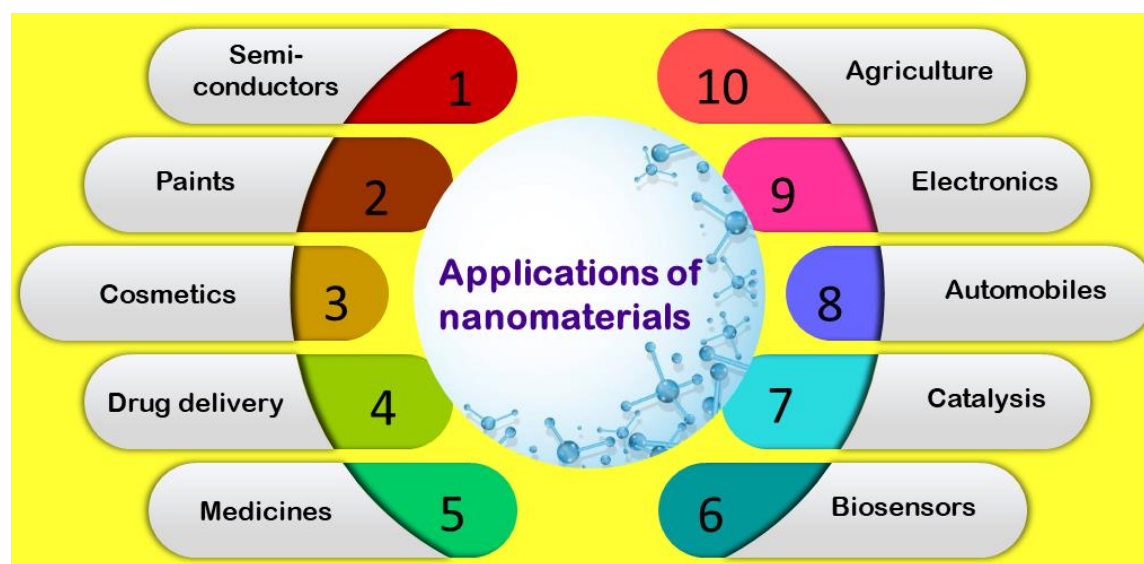 Semi-
conductors
1
Paints
2
Cosmetics
3
Drug delivery
4
Medicines
5
Applications of
nanomaterials
10
Agriculture
9
Electronics
8
Automobiles
7
Catalysis
6
Biosensors